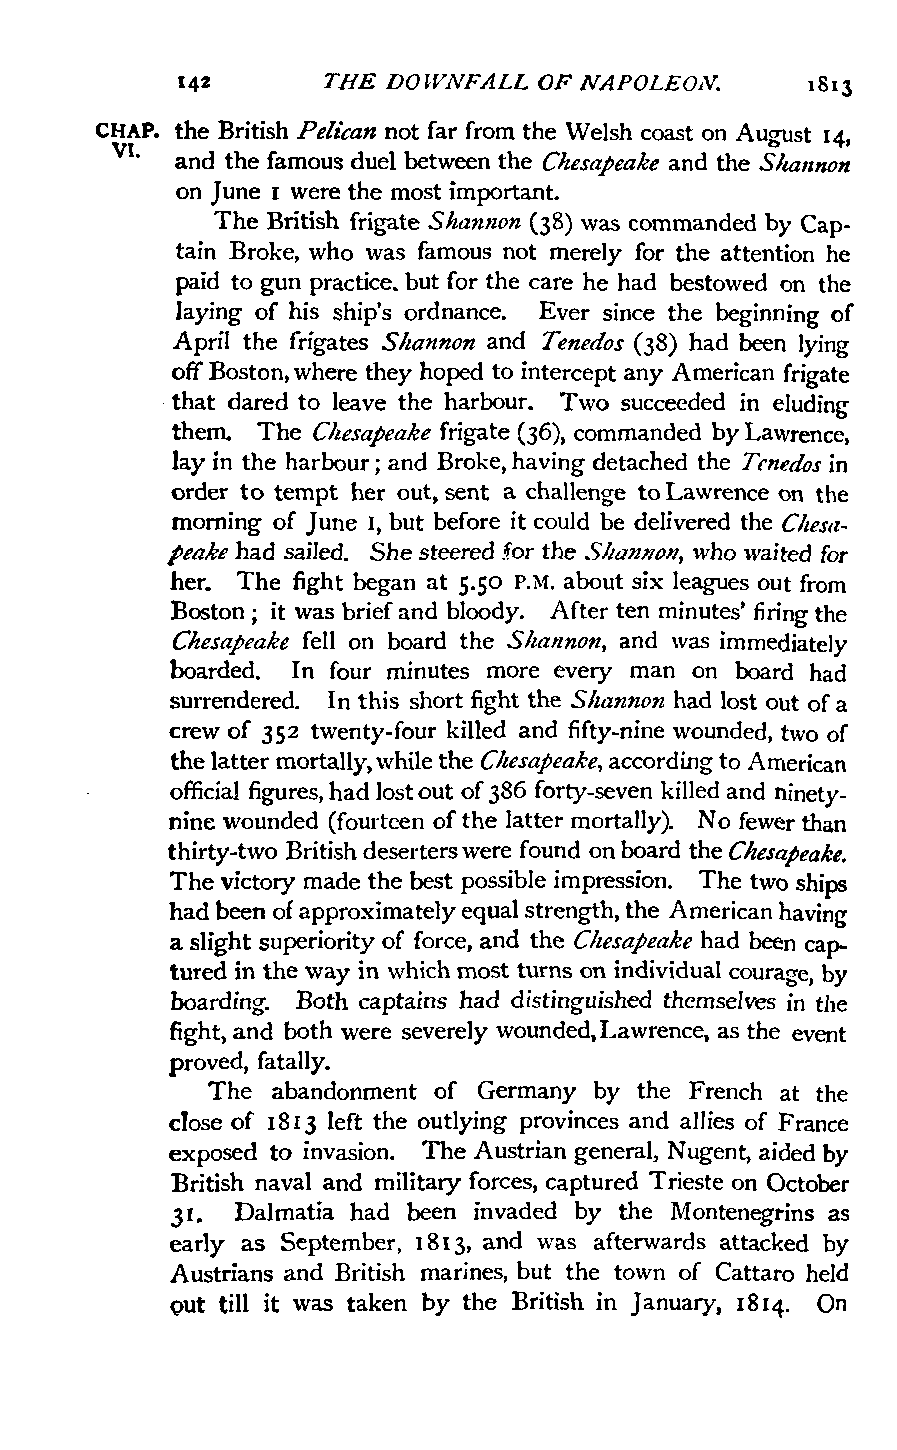 142 THE DOWNFALL OF NAPOLEON. 1813
CHAP. the British Pelican not far from the Welsh coast on August 14,
VI. and the famous duel between the Chesapeake and the Shannon
on June 1 were the most important.
The British frigate Shannon (38) was commanded by Cap-
tain Broke, who was famous not merely for the attention he
paid to gun practice. but for the care he had bestowed on the
laying of his ship's ordnance. Ever since the beginning of
April the frigates Shannon and Tenedos (38) had been lying
off Boston, where they hoped to intercept any American frigate
that dared to leave the harbour. Two succeeded in eluding
them. The Chesapeake frigate (36), commanded by Lawrence,
lay in the harbour; and Broke, having detached the Tenedos in
order to tempt her out, sent a challenge to Lawrence on the
morning of June 1, but before it could be delivered the Chesa-
peake had sailed. She steered for the Shannon, who waited for
her. The fight began at 5.50 P.M. about six leagues out from
Boston; it was brief and bloody. After ten minutes' firing the
Chesapeake fell on board the Shannon, and was immediately
boarded. In four minutes more every man on board had
surrendered. In this short fight the Shannon had lost out of a
crew of 352 twenty-four killed and fifty-nine wounded, two of
the latter mortally, while the Chesapeake, according to American
official figures, had lost out of 386 forty-seven killed and ninety-
nine wounded (fourteen of the latter mortally). No fewer than
thirty-two British deserters were found on board the Chesapeake.
The victory made the best possible impression. The two ships
had been of approximately equal strength, the American having
a slight superiority of force, and the Chesapeake had been cap-
tured in the way in which most turns on individual courage, by
boarding. Both captains had distinguished themselves in the
fight, and both were severely wounded, Lawrence, as the event
proved, fatally.
The abandonment of Germany by the French at the
close of 1813 left the outlying provinces and allies of France
exposed to invasion. The Austrian general, Nugent, aided by
British naval and military forces, captured Trieste on October
31. Dalmatia had been invaded by the Montenegrins as
early as September, 1813, and was afterwards attacked by
Austrians and British marines, but the town of Cattaro held
out till it was taken by the British in January, 1814. On